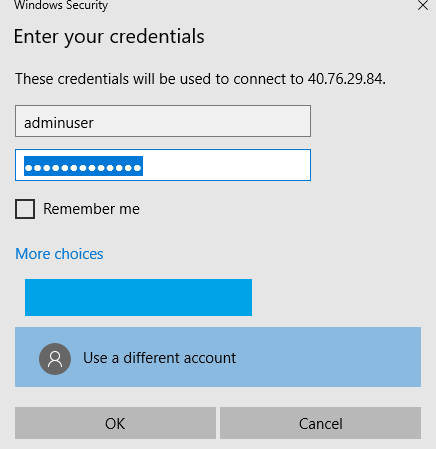 Windows Security
Enter your credentials
These credentials will be used to connect to 40.76.29.84.
adminuser
●●●●●●●●●●●●●
Remember me
More choices
Use a different account
OK
Cancel